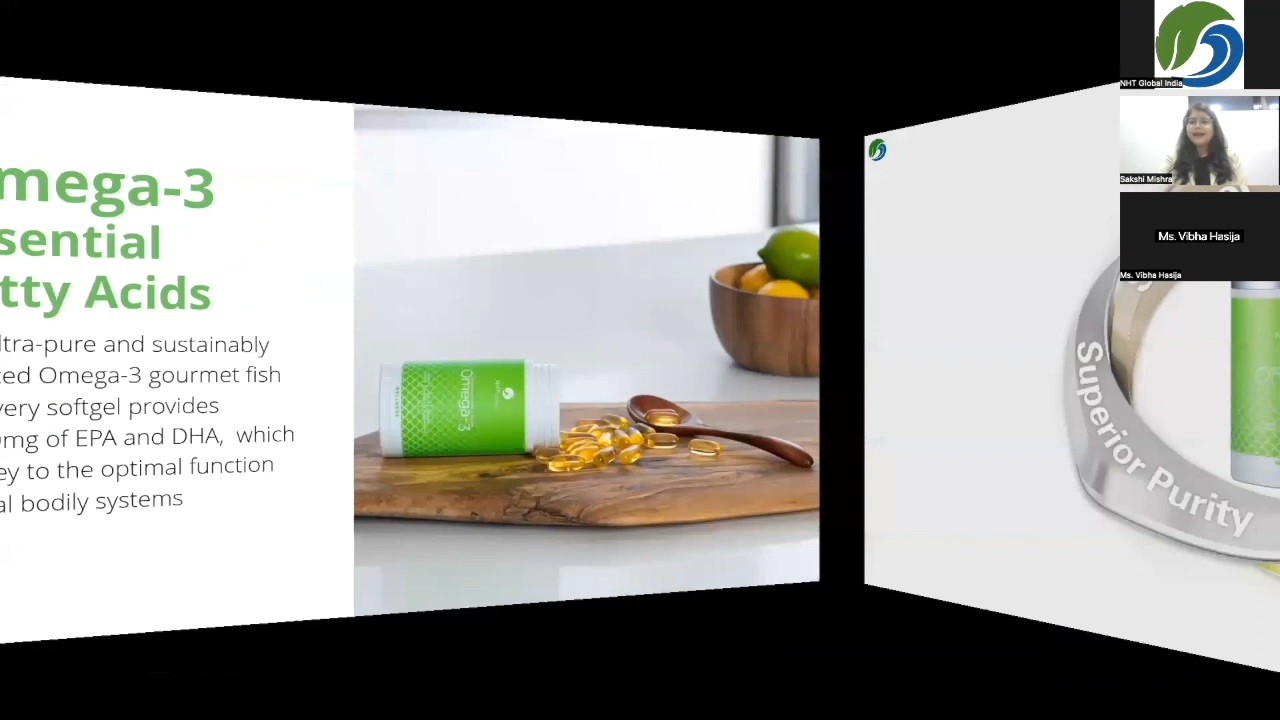 mega-3
sential
tty Acids
ltra-pure and sustainably
ed Omega-3 gourmet fish
very softgel provides
0mg of EPA and DHA, which
ey to the optimal function
al bodily systems
Omega-3
Superior Purity
NHT Global India
Sakshi Mishra
Ms. Vibha Hasija
Ms. Vibha Hasija